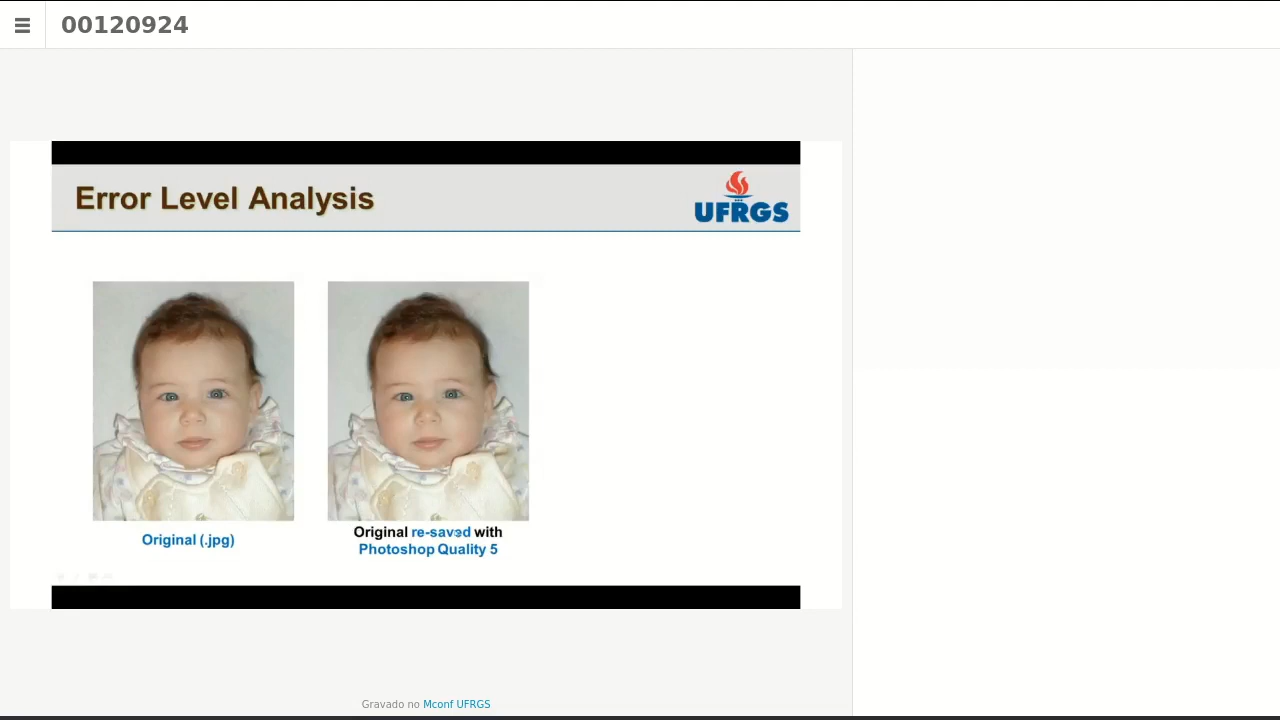 00120924
Error Level Analysis
UFRGS
Original (.jpg)
Original re-saved with
Photoshop Quality 5
Gravado no Mconf UFRGS